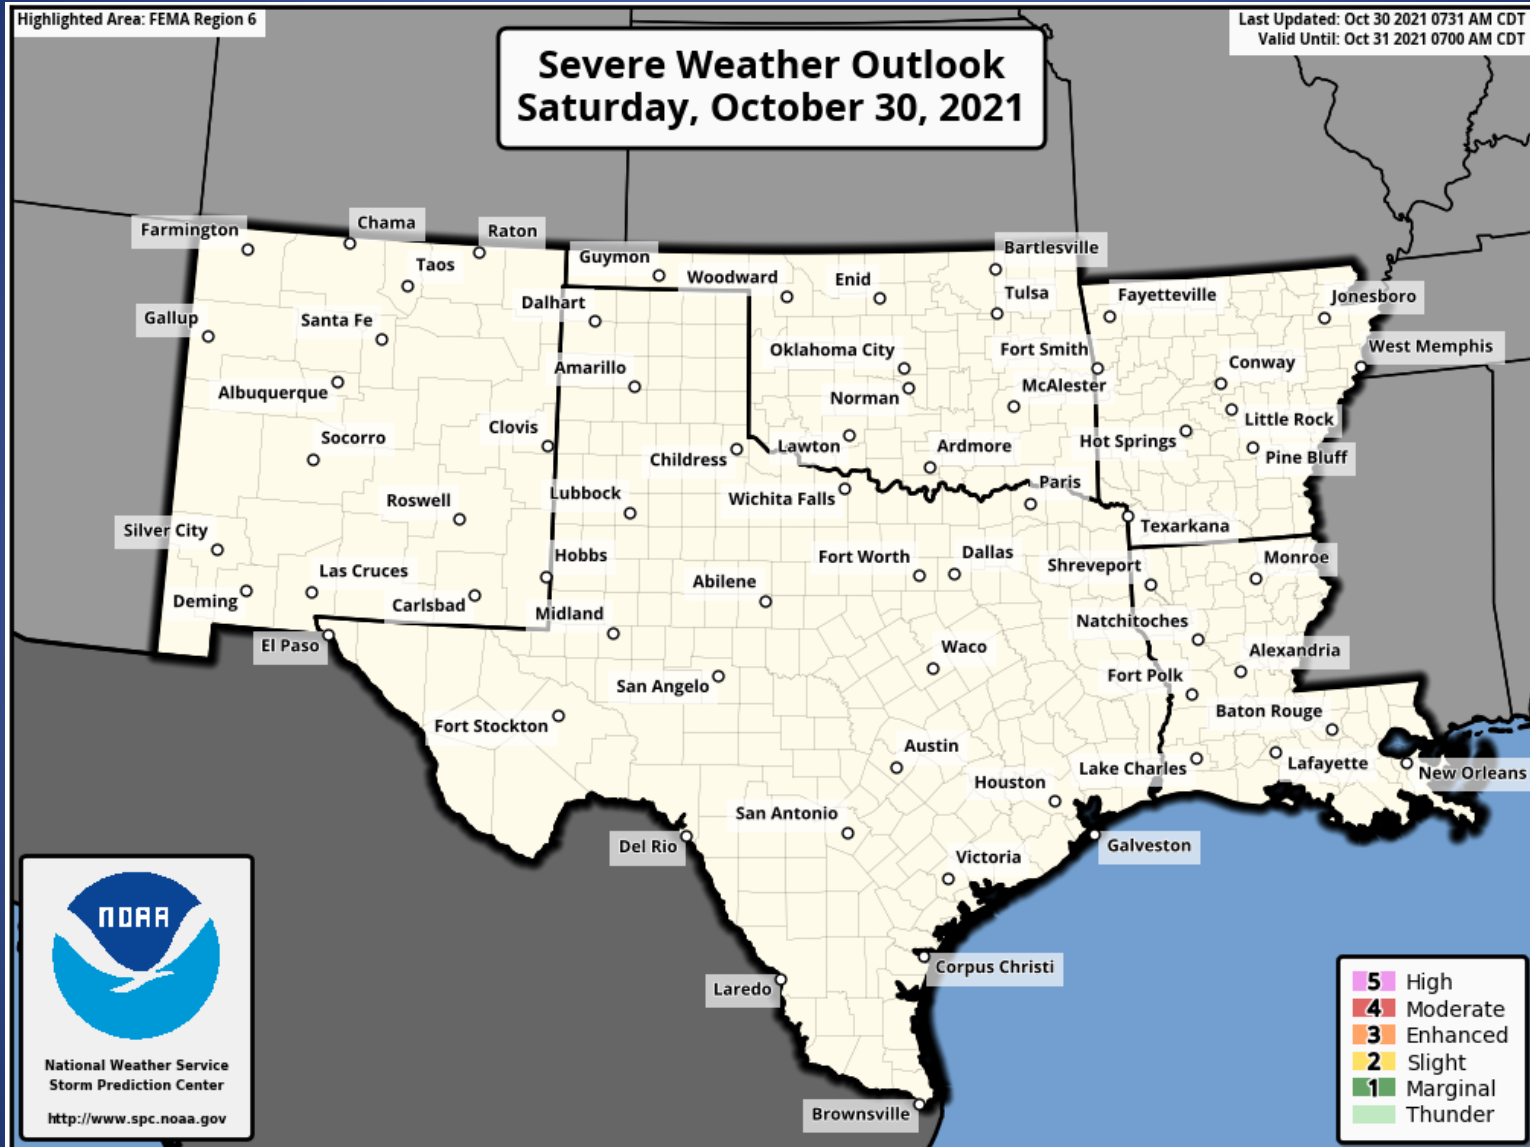 Highlighted Area: FEMA Region 6
Last Updated: Oct 30 2021 0731 AM CDT
Valid Until: Oct 31 2021 0700 AM CDT
Severe Weather Outlook
Saturday, October 30, 2021
Farmington
Chama
Raton
Taos
Guymon
Woodward
Enid
Bartlesville
Tulsa
Fayetteville
Jonesboro
Gallup
Santa Fe
Dalhart
Oklahoma City
Fort Smith
Conway
West Memphis
Albuquerque
Amarillo
Norman
McAlester
Little Rock
Socorro
Clovis
Childress
Lawton
Ardmore
Hot Springs
Pine Bluff
Roswell
Lubbock
Wichita Falls
Paris
Texarkana
Silver City
Las Cruces
Hobbs
Abilene
Fort Worth
Dallas
Shreveport
Monroe
Deming
Carlsbad
Midland
Natchitoches
El Paso
Waco
Alexandria
San Angelo
Fort Polk
Fort Stockton
Baton Rouge
Austin
Lake Charles
Lafayette
New Orleans
Houston
San Antonio
Del Rio
Galveston
Victoria
Corpus Christi
Laredo
Brownsville
NOAA
National Weather Service
Storm Prediction Center
http://www.spc.noaa.gov
5 High
4 Moderate
3 Enhanced
2 Slight
1 Marginal
Thunder